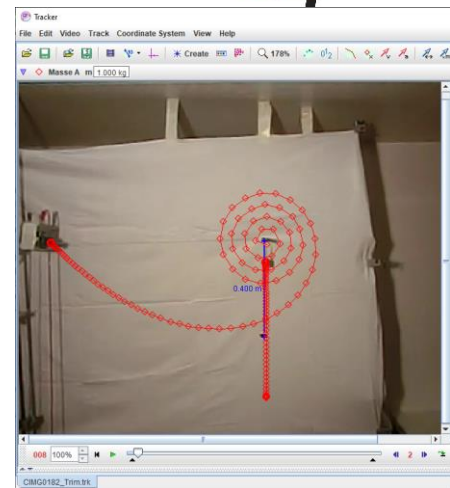 Tracker
File Edit Video Track Coordinate System View Help
Create 178%
Masse A m 1.000 kg
0.400 m
008 100% 2
CIMG0182_Trim.trk